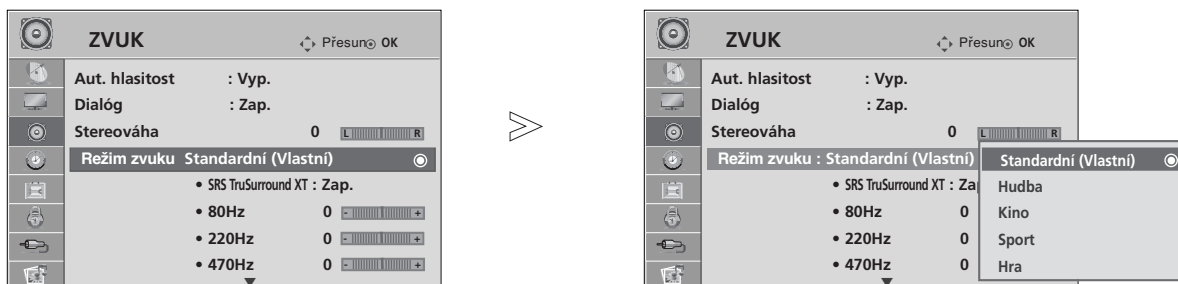 ZVUK Přesun OK
Aut. hlasitost : Vyp.
Dialóg : Zap.
Stereováha 0 L R
Režim zvuku Standardní (Vlastní)
• SRS TruSurround XT : Zap.
• 80Hz 0 - +
• 220Hz 0 - +
• 470Hz 0 - +
ZVUK Přesun OK
Aut. hlasitost : Vyp.
Dialóg : Zap.
Stereováha 0 L R
Režim zvuku : Standardní (Vlastní)
• SRS TruSurround XT : Za
• 80Hz 0
• 220Hz 0
• 470Hz 0
Standardní (Vlastní)
Hudba
Kino
Sport
Hra